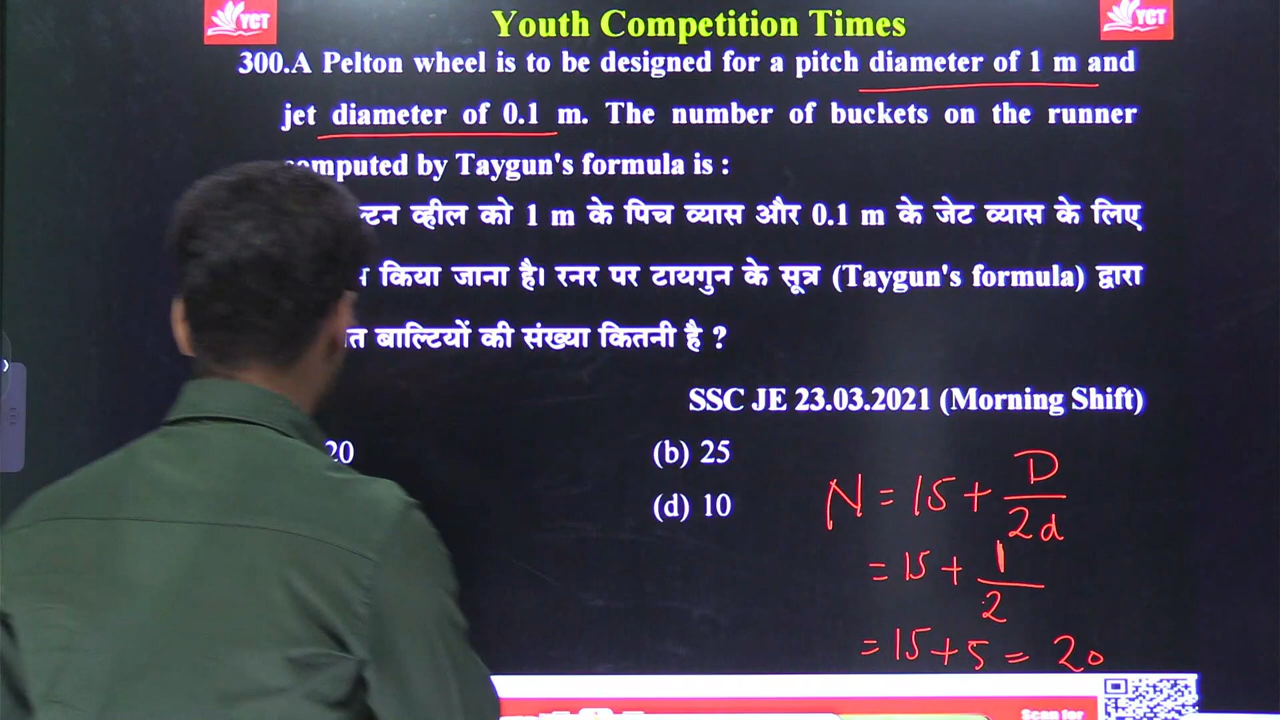 YCT
Youth Competition Times
YCT
300.A Pelton wheel is to be designed for a pitch diameter of 1 m and
jet diameter of 0.1 m. The number of buckets on the runner
computed by Taygun's formula is :
व्हील को 1 m के पिच व्यास और 0.1 m के जेट व्यास के लिए
किया जाना है। रनर पर टायगुन के सूत्र (Taygun's formula) द्वारा
बाल्टियों की संख्या कितनी है ?
SSC JE 23.03.2021 (Morning Shift)
20
(b) 25
(d) 10
N = 15 + D/2d
= 15 + 1/2
= 15 + 5 = 20
Scan for